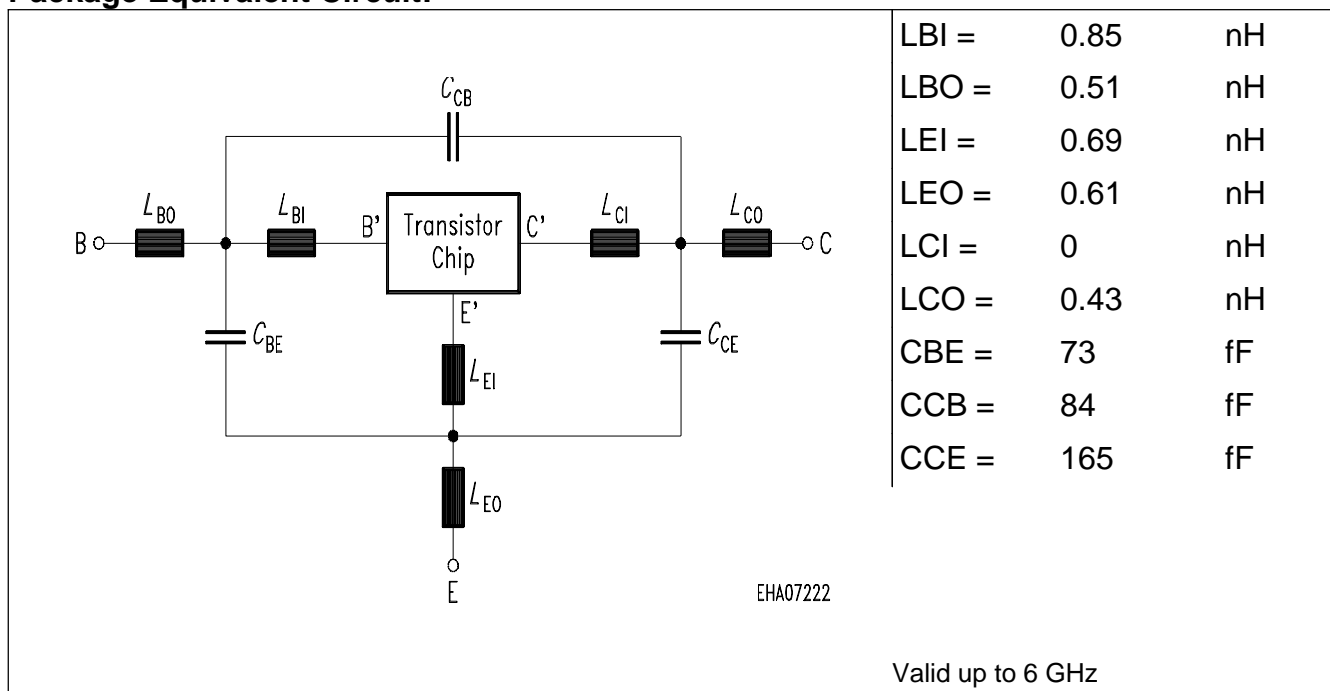 Package Equivalent Circuit:
LBI = 0.85 nH
LBO = 0.51 nH
LEI = 0.69 nH
LEO = 0.61 nH
LCI = 0 nH
LCO = 0.43 nH
CBE = 73 fF
CCB = 84 fF
CCE = 165 fF
Valid up to 6 GHz
C_CB
L_BO L_BI B' Transistor C' L_CI L_CO
B Chip C
E'
C_BE C_CE
L_EI
L_EO
E
EHA07222